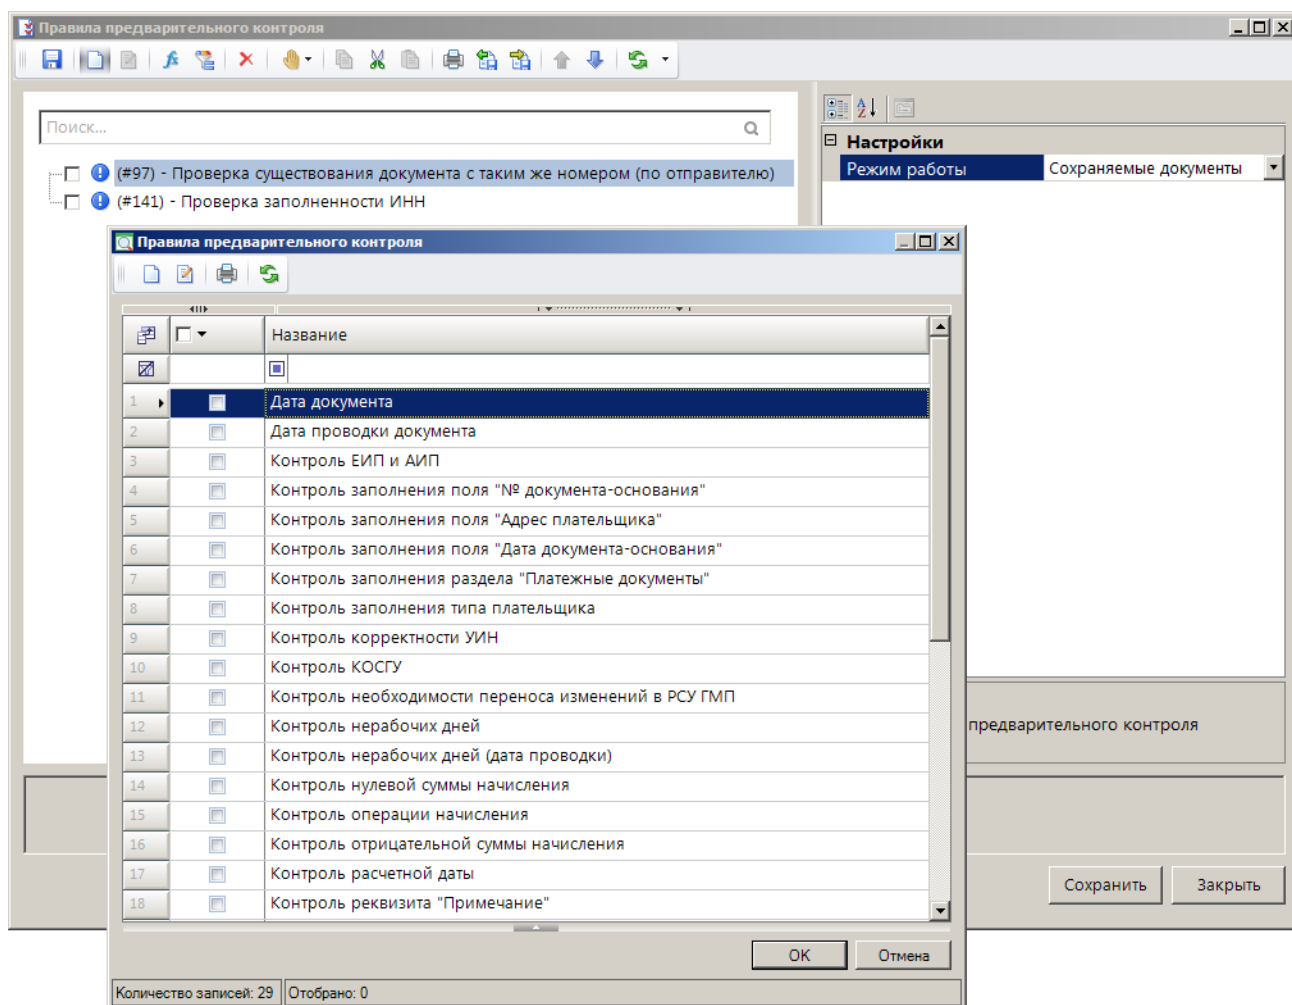 Правила предварительного контроля
Поиск...
(#97) - Проверка существования документа с таким же номером (по отправителю)
(#141) - Проверка заполненности ИНН
Настройки
Режим работы Сохраняемые документы
Правила предварительного контроля
Название
1 Дата документа
2 Дата проводки документа
3 Контроль ЕИП и АИП
4 Контроль заполнения поля "№ документа-основания"
5 Контроль заполнения поля "Адрес плательщика"
6 Контроль заполнения поля "Дата документа-основания"
7 Контроль заполнения раздела "Платежные документы"
8 Контроль заполнения типа плательщика
9 Контроль корректности УИН
10 Контроль КОСГУ
11 Контроль необходимости переноса изменений в РСУ ГМП
12 Контроль нерабочих дней
13 Контроль нерабочих дней (дата проводки)
14 Контроль нулевой суммы начисления
15 Контроль операции начисления
16 Контроль отрицательной суммы начисления
17 Контроль расчетной даты
18 Контроль реквизита "Примечание"
OK Отмена
Количество записей: 29 Отобрано: 0
предварительного контроля
Сохранить Закрыть